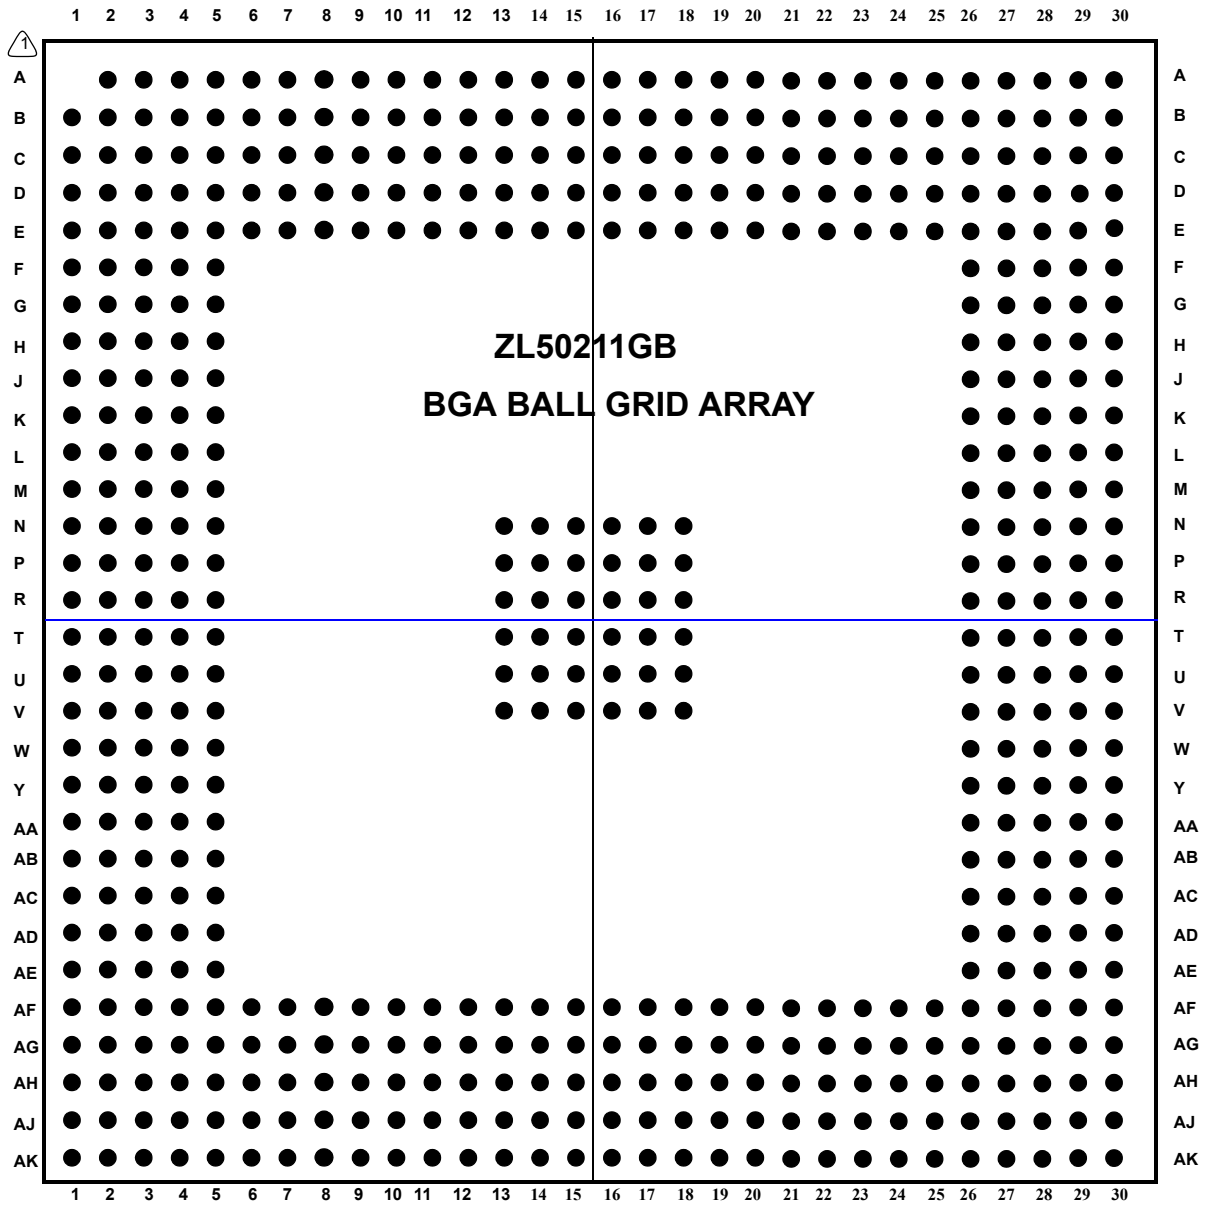 1 2 3 4 5 6 7 8 9 10 11 12 13 14 15 16 17 18 19 20 21 22 23 24 25 26 27 28 29 30
1
A A
B B
C C
D D
E E
F F
G G
H H
ZL50211GB
J J
BGA BALL GRID ARRAY
K K
L L
M M
N N
P P
R R
T T
U U
V V
W W
Y Y
AA AA
AB AB
AC AC
AD AD
AE AE
AF AF
AG AG
AH AH
AJ AJ
AK AK
1 2 3 4 5 6 7 8 9 10 11 12 13 14 15 16 17 18 19 20 21 22 23 24 25 26 27 28 29 30